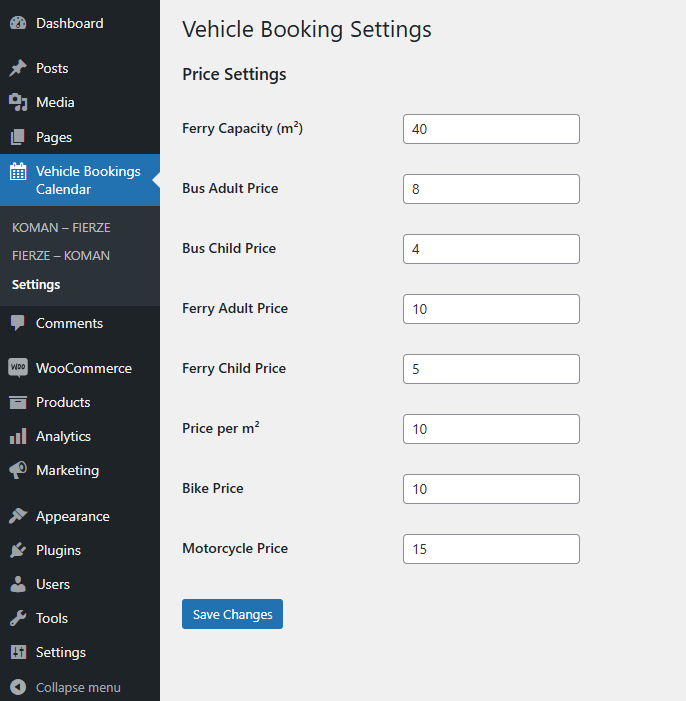 Dashboard
Posts
Media
Pages
Vehicle Bookings
Calendar
KOMAN – FIERZE
FIERZE – KOMAN
Settings
Comments
WOO
WooCommerce
Products
Analytics
Marketing
Appearance
Plugins
Users
Tools
Settings
Collapse menu
Vehicle Booking Settings
Price Settings
Ferry Capacity (m²) 40
Bus Adult Price 8
Bus Child Price 4
Ferry Adult Price 10
Ferry Child Price 5
Price per m² 10
Bike Price 10
Motorcycle Price 15
Save Changes